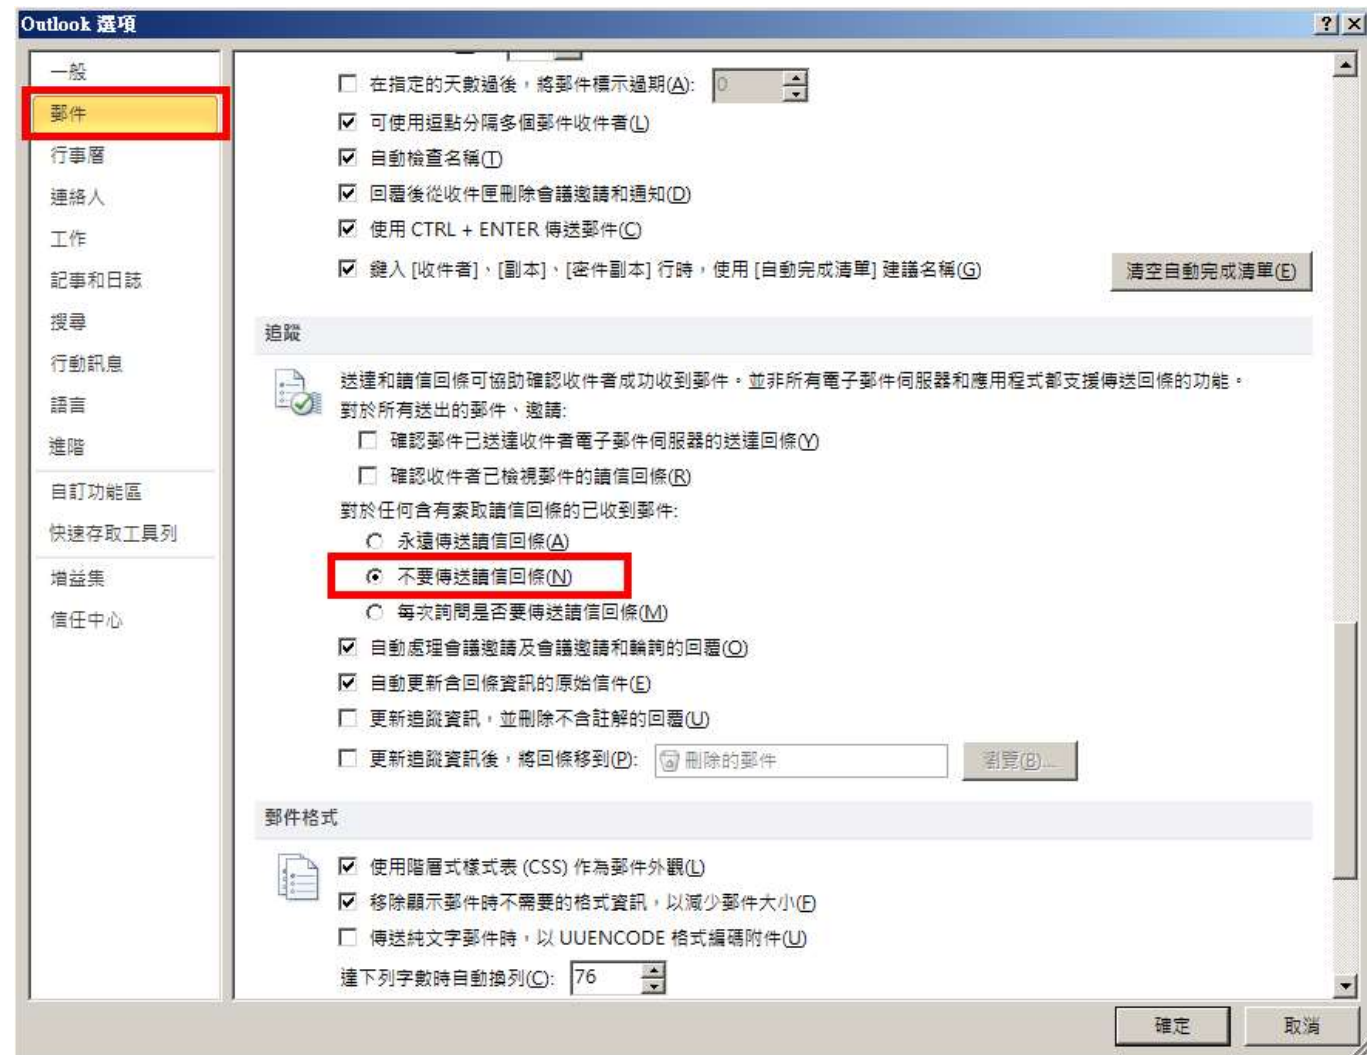 Outlook 選項
一般
郵件
行事曆
連絡人
工作
記事和日誌
搜尋
行動訊息
語言
進階
自訂功能區
快速存取工具列
增益集
信任中心
在指定的天數過後，將郵件標示過期(A): 0
可使用逗點分隔多個郵件收件者(L)
自動檢查名稱(T)
回覆後從收件匣刪除會議邀請和通知(D)
使用 CTRL + ENTER 傳送郵件(C)
鍵入 [收件者]、[副本]、[密件副本] 行時，使用 [自動完成清單] 建議名稱(G) 清空自動完成清單(E)
追蹤
送達和讀信回條可協助確認收件者成功收到郵件。並非所有電子郵件伺服器和應用程式都支援傳送回條的功能。
對於所有送出的郵件、邀請:
確認郵件已送達收件者電子郵件伺服器的送達回條(Y)
確認收件者已檢視郵件的讀信回條(R)
對於任何含有索取讀信回條的已收到郵件:
永遠傳送讀信回條(A)
不要傳送讀信回條(N)
每次詢問是否要傳送讀信回條(M)
自動處理會議邀請及會議邀請和輪詢的回覆(O)
自動更新含回條資訊的原始信件(E)
更新追蹤資訊，並刪除不含註解的回覆(U)
更新追蹤資訊後，將回條移到(P): 刪除的郵件 瀏覽(B)...
郵件格式
使用階層式樣式表 (CSS) 作為郵件外觀(L)
移除顯示郵件時不需要的格式資訊，以減少郵件大小(F)
傳送純文字郵件時，以 UUENCODE 格式編碼附件(U)
達下列字數時自動換列(C): 76
確定 取消